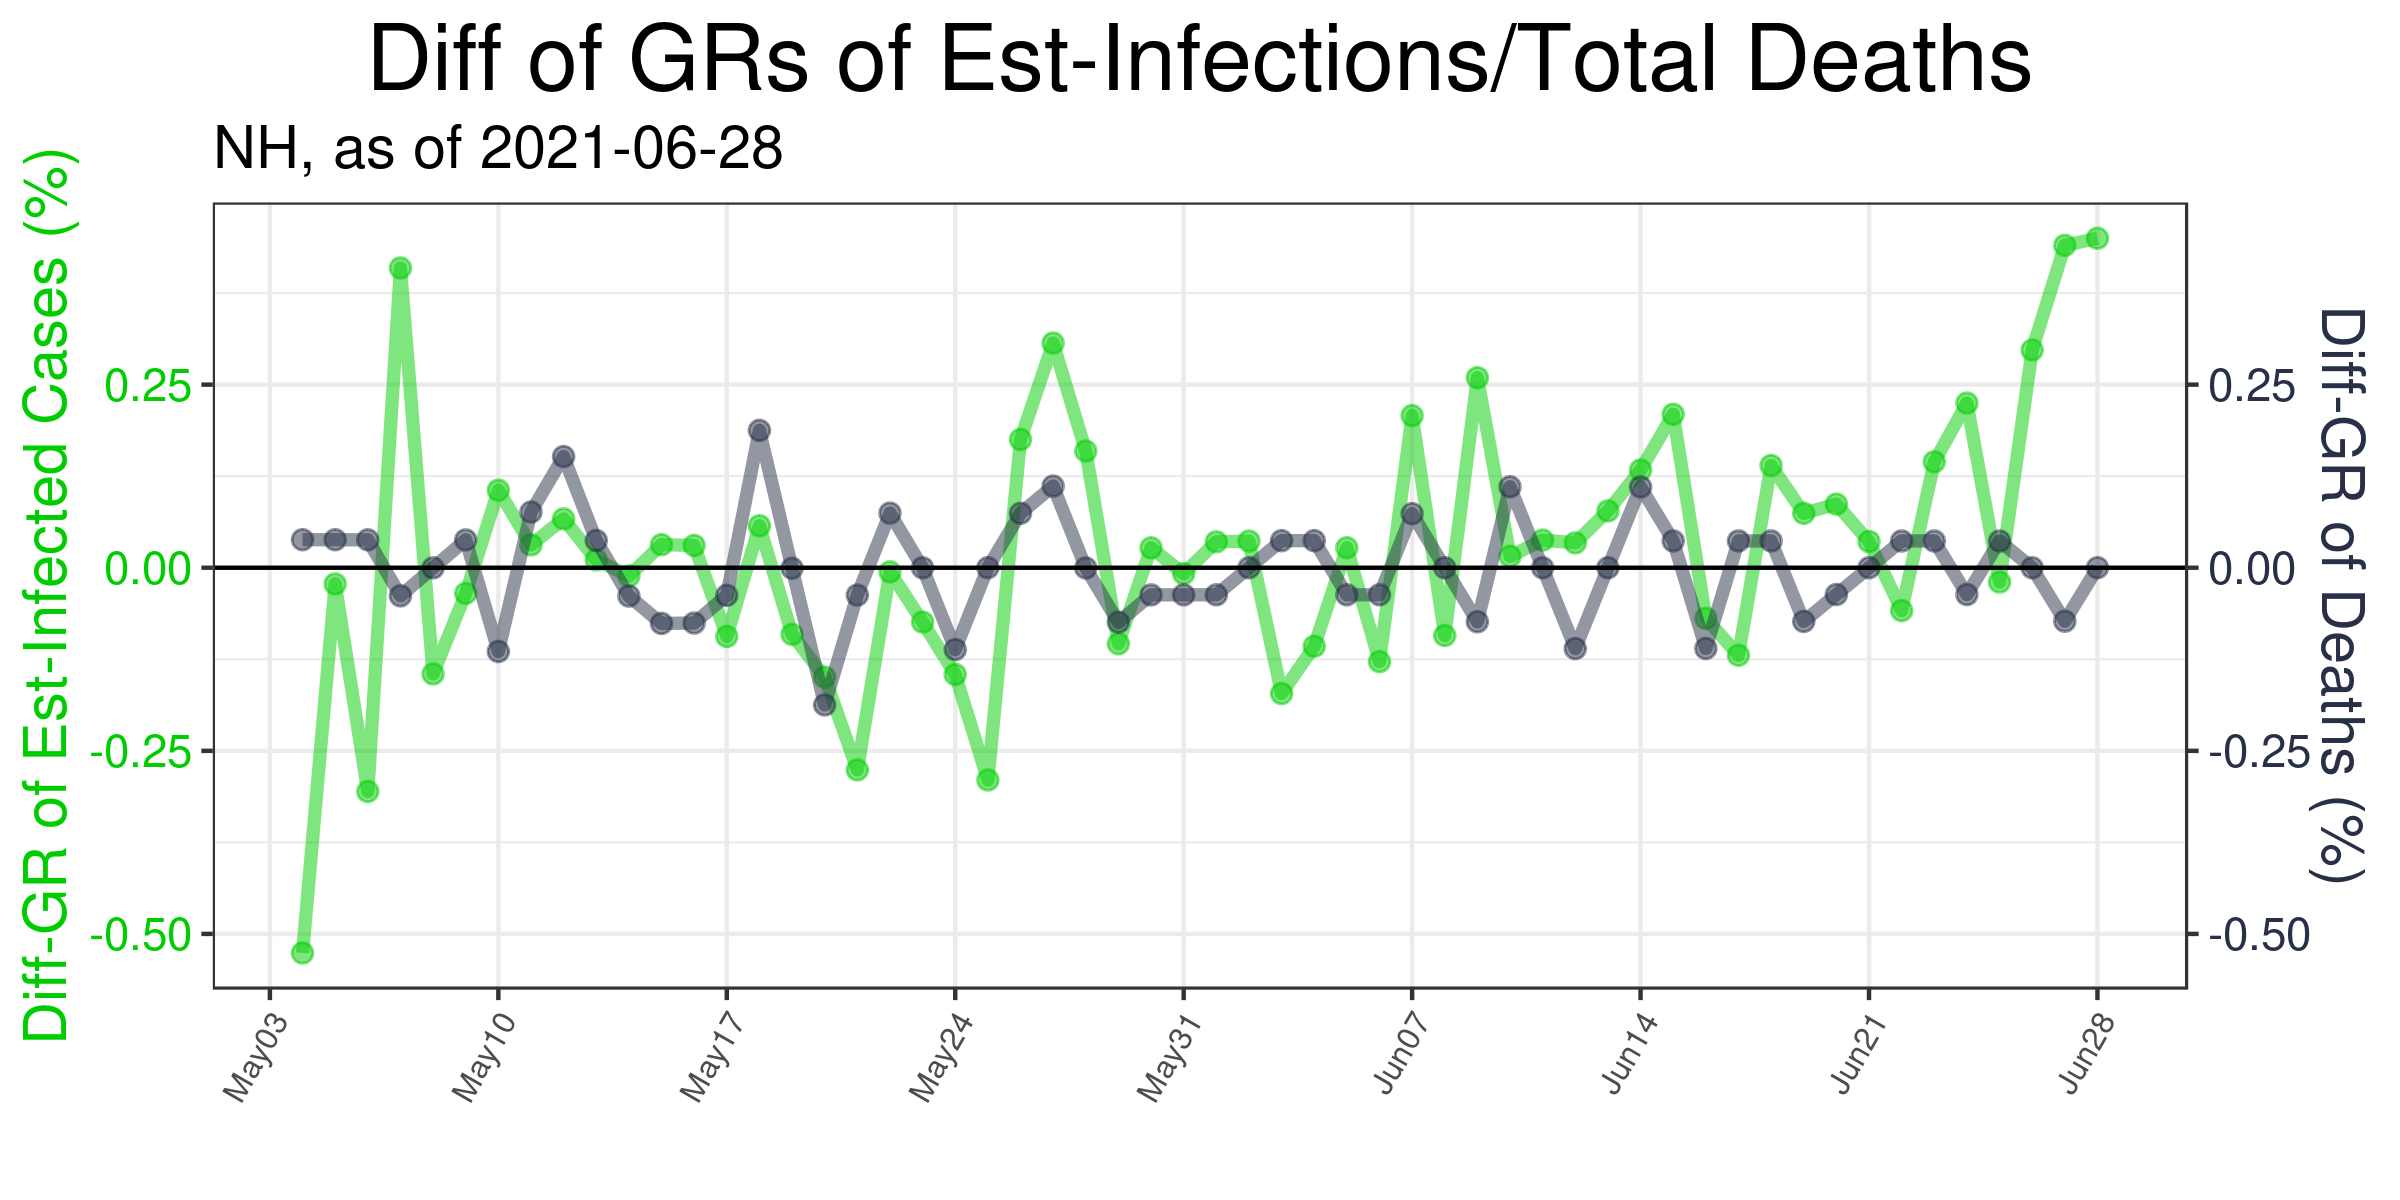 Diff of GRs of Est-Infections/Total Deaths
NH, as of 2021-06-28
Diff-GR of Est-Infected Cases (%)
0.25
0.00
-0.25
-0.50
0.25
0.00
-0.25
-0.50
Diff-GR of Deaths (%)
May03
May10
May17
May24
May31
Jun07
Jun14
Jun21
Jun28